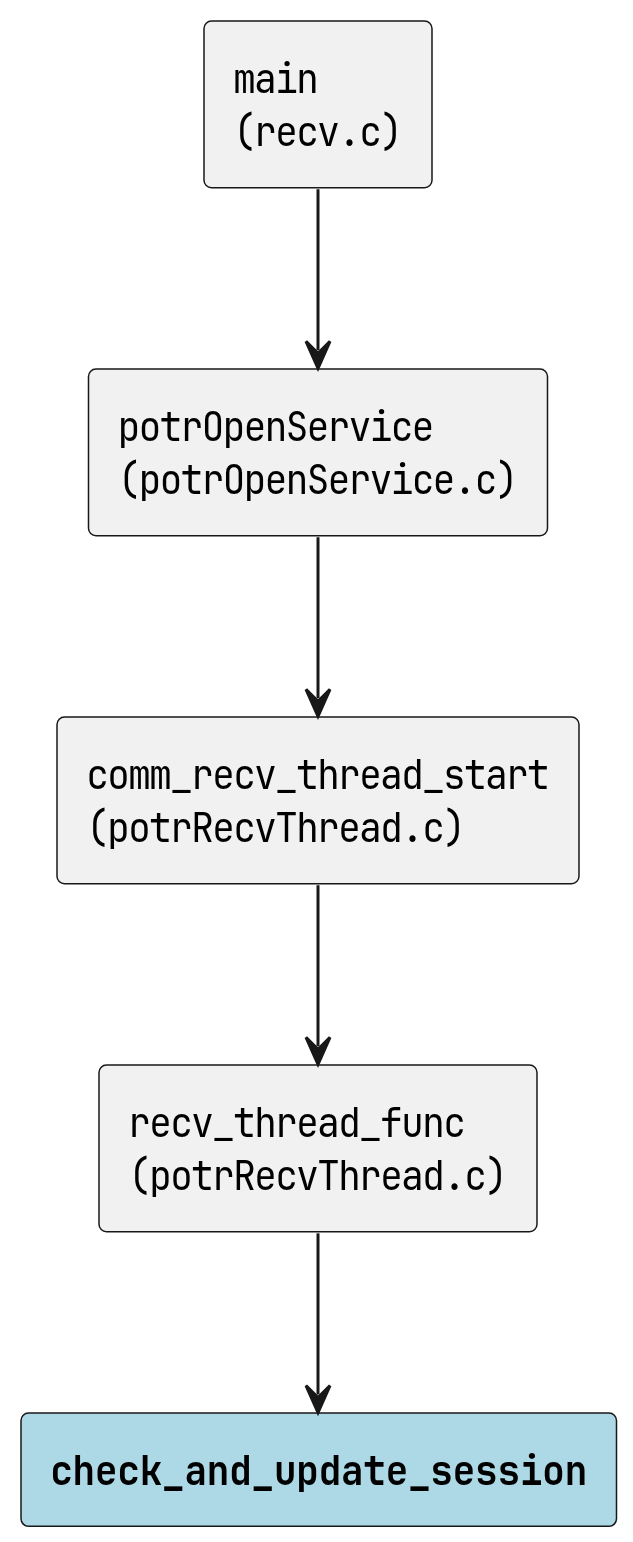 main
(recv.c)
potrOpenService
(potrOpenService.c)
comm_recv_thread_start
(potrRecvThread.c)
recv_thread_func
(potrRecvThread.c)
check_and_update_session